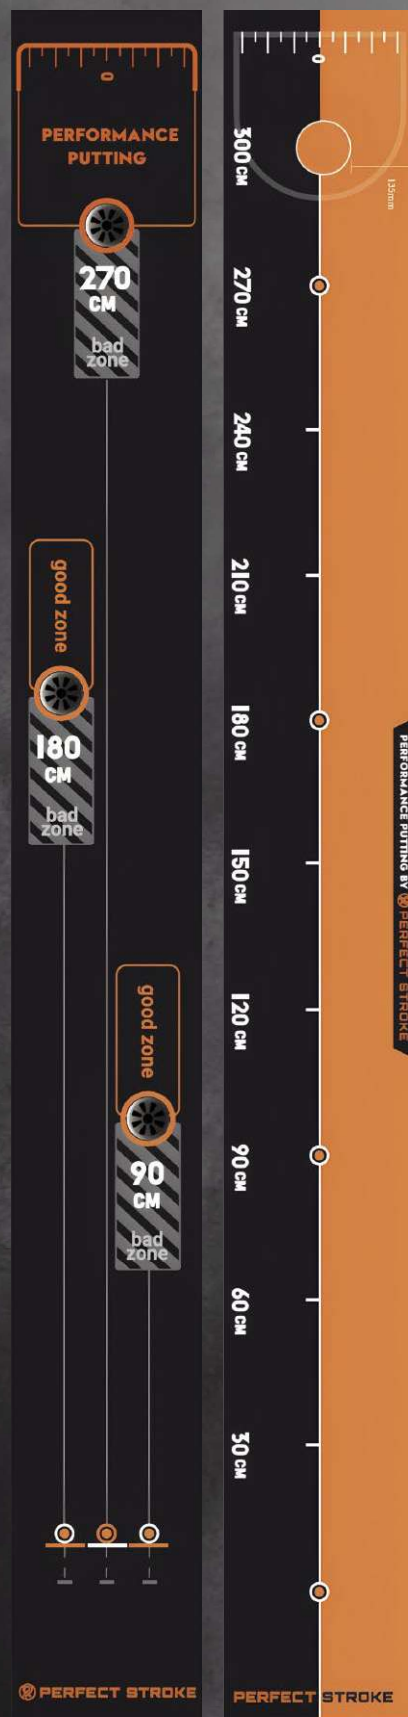 0
PERFORMANCE
PUTTING
270
CM
bad
zone
good zone
180
CM
bad
zone
good zone
90
CM
bad
zone
PERFECT STROKE
0
300 CM
135mm
270 CM
240 CM
210 CM
180 CM
PERFORMANCE PUTTING BY PERFECT STROKE
150 CM
120 CM
90 CM
60 CM
30 CM
PERFECT STROKE